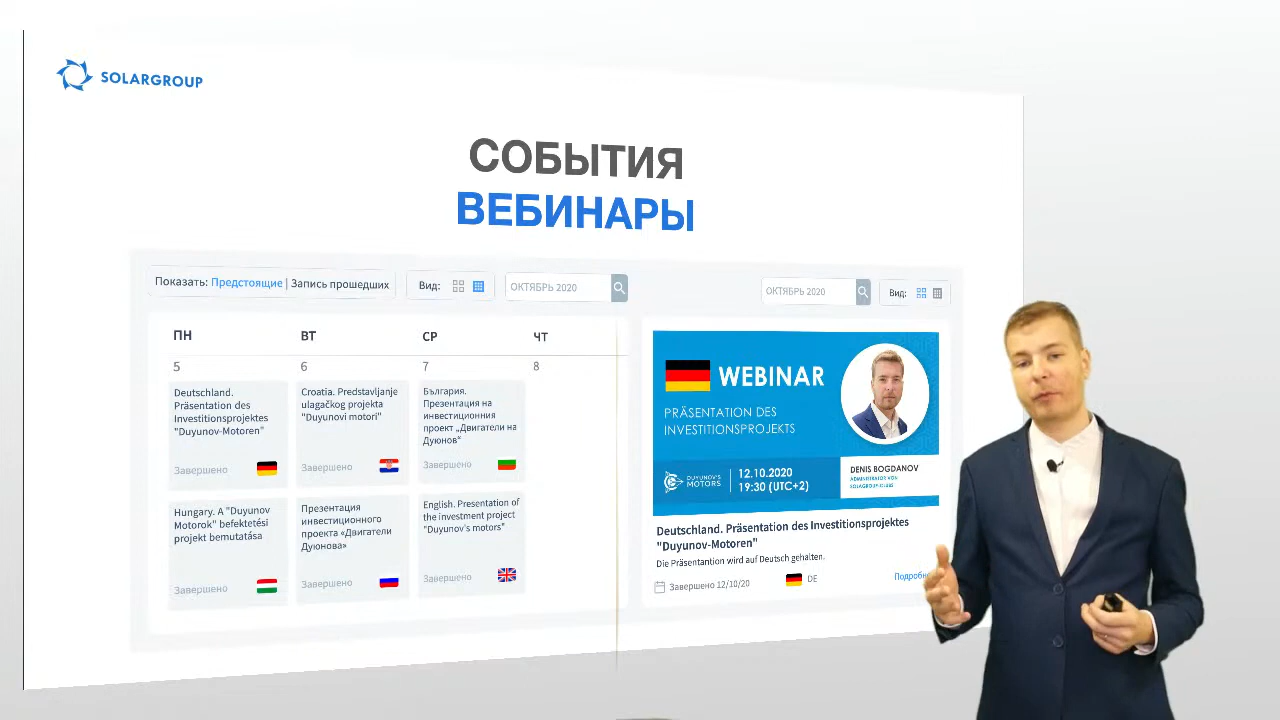 SOLARGROUP
СОБЫТИЯ
ВЕБИНАРЫ
Показать: Предстоящие | Запись прошедших
Вид:
ОКТЯБРЬ 2020
ОКТЯБРЬ 2020
Вид:
ПН
ВТ
СР
ЧТ
5
6
7
8
Deutschland.
Präsentation des
Investitionsprojektes
"Duyunov-Motoren"
Завершено
Croatia. Predstavljanje
ulagačkog projekta
"Duyunovi motori"
Завершено
България.
Презентация на
инвестиционния
проект „Двигатели на
Дуюнов“
Завершено
Hungary. A "Duyunov
Motorok" befektetési
projekt bemutatása
Завершено
Презентация
инвестиционного
проекта «Двигатели
Дуюнова»
Завершено
English. Presentation of
the investment project
"Duyunov's motors"
Завершено
WEBINAR
PRÄSENTATION DES
INVESTITIONSPROJEKTS
DUYUNOV'S
MOTORS
12.10.2020
19:30 (UTC+2)
DENIS BOGDANOV
ADMINISTRATOR VON
SOLARGROUP.CLUBS
Deutschland. Präsentation des Investitionsprojektes
"Duyunov-Motoren"
Die Präsentantion wird auf Deutsch gehalten.
Завершено 12/10/20
DE